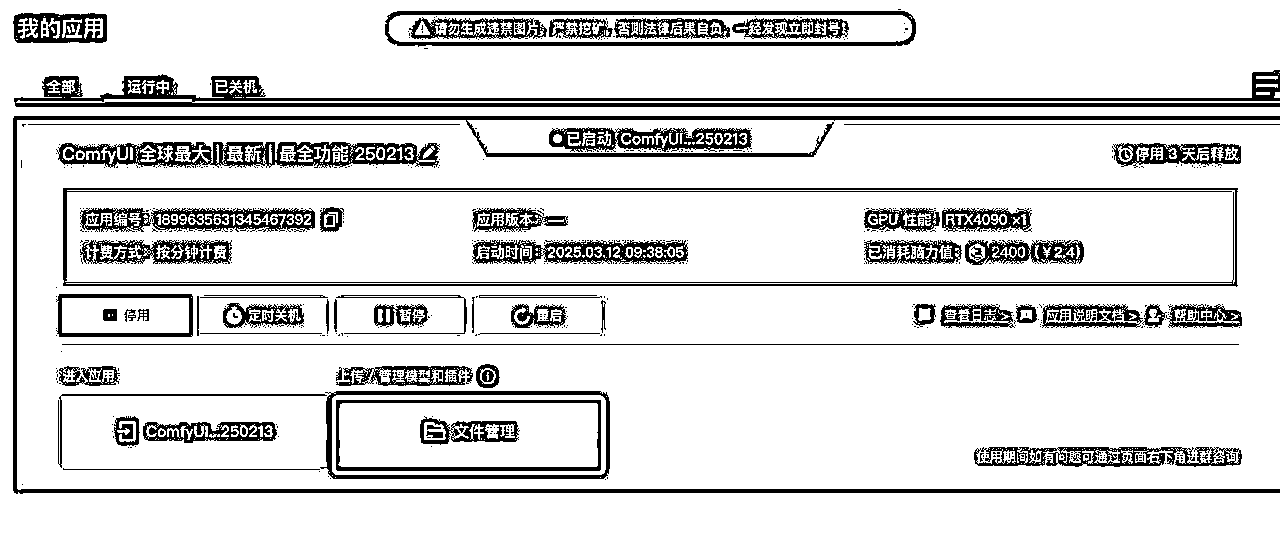 我的应用
请勿生成违禁图片，严禁挖矿，否则法律后果自负，一经发现立即封号！
全部 运行中 已关机
已启动 ComfyUI...250213
ComfyUI 全球最大 | 最新 | 最全功能 250213
停用 3 天后释放
应用编号: 1899635631345467392 应用版本: — GPU 性能: RTX4090 x1
计费方式: 按分钟计费 启动时间: 2025.03.12 09:38:05 已消耗脑力值: 2400 (￥2.4)
停用 定时关机 暂停 重启 查看日志 > 应用说明文档 > 帮助中心 >
进入应用 上传 / 管理模型和插件
ComfyUI...250213 文件管理
使用期间如有问题可通过页面右下角进群咨询